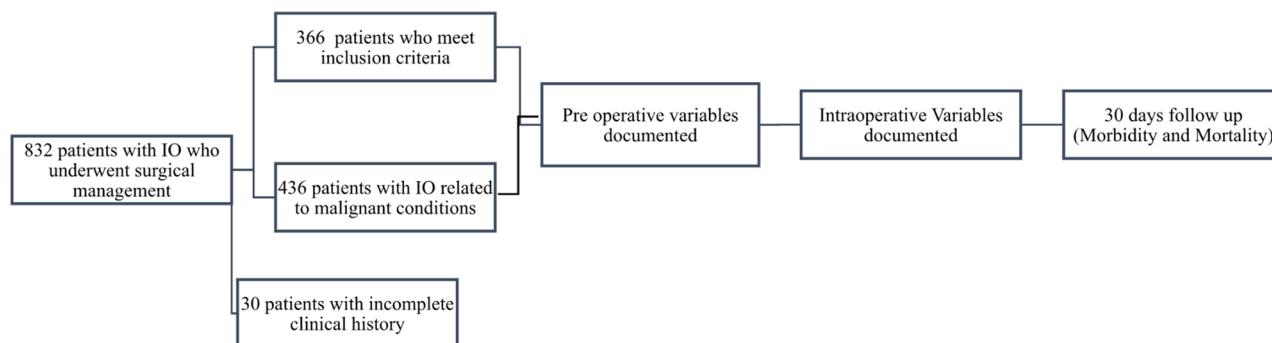 366 patients who meet
inclusion criteria
832 patients with IO who
underwent surgical
management
436 patients with IO related
to malignant conditions
30 patients with incomplete
clinical history
Pre operative variables
documented
Intraoperative Variables
documented
30 days follow up
(Morbidity and Mortality)